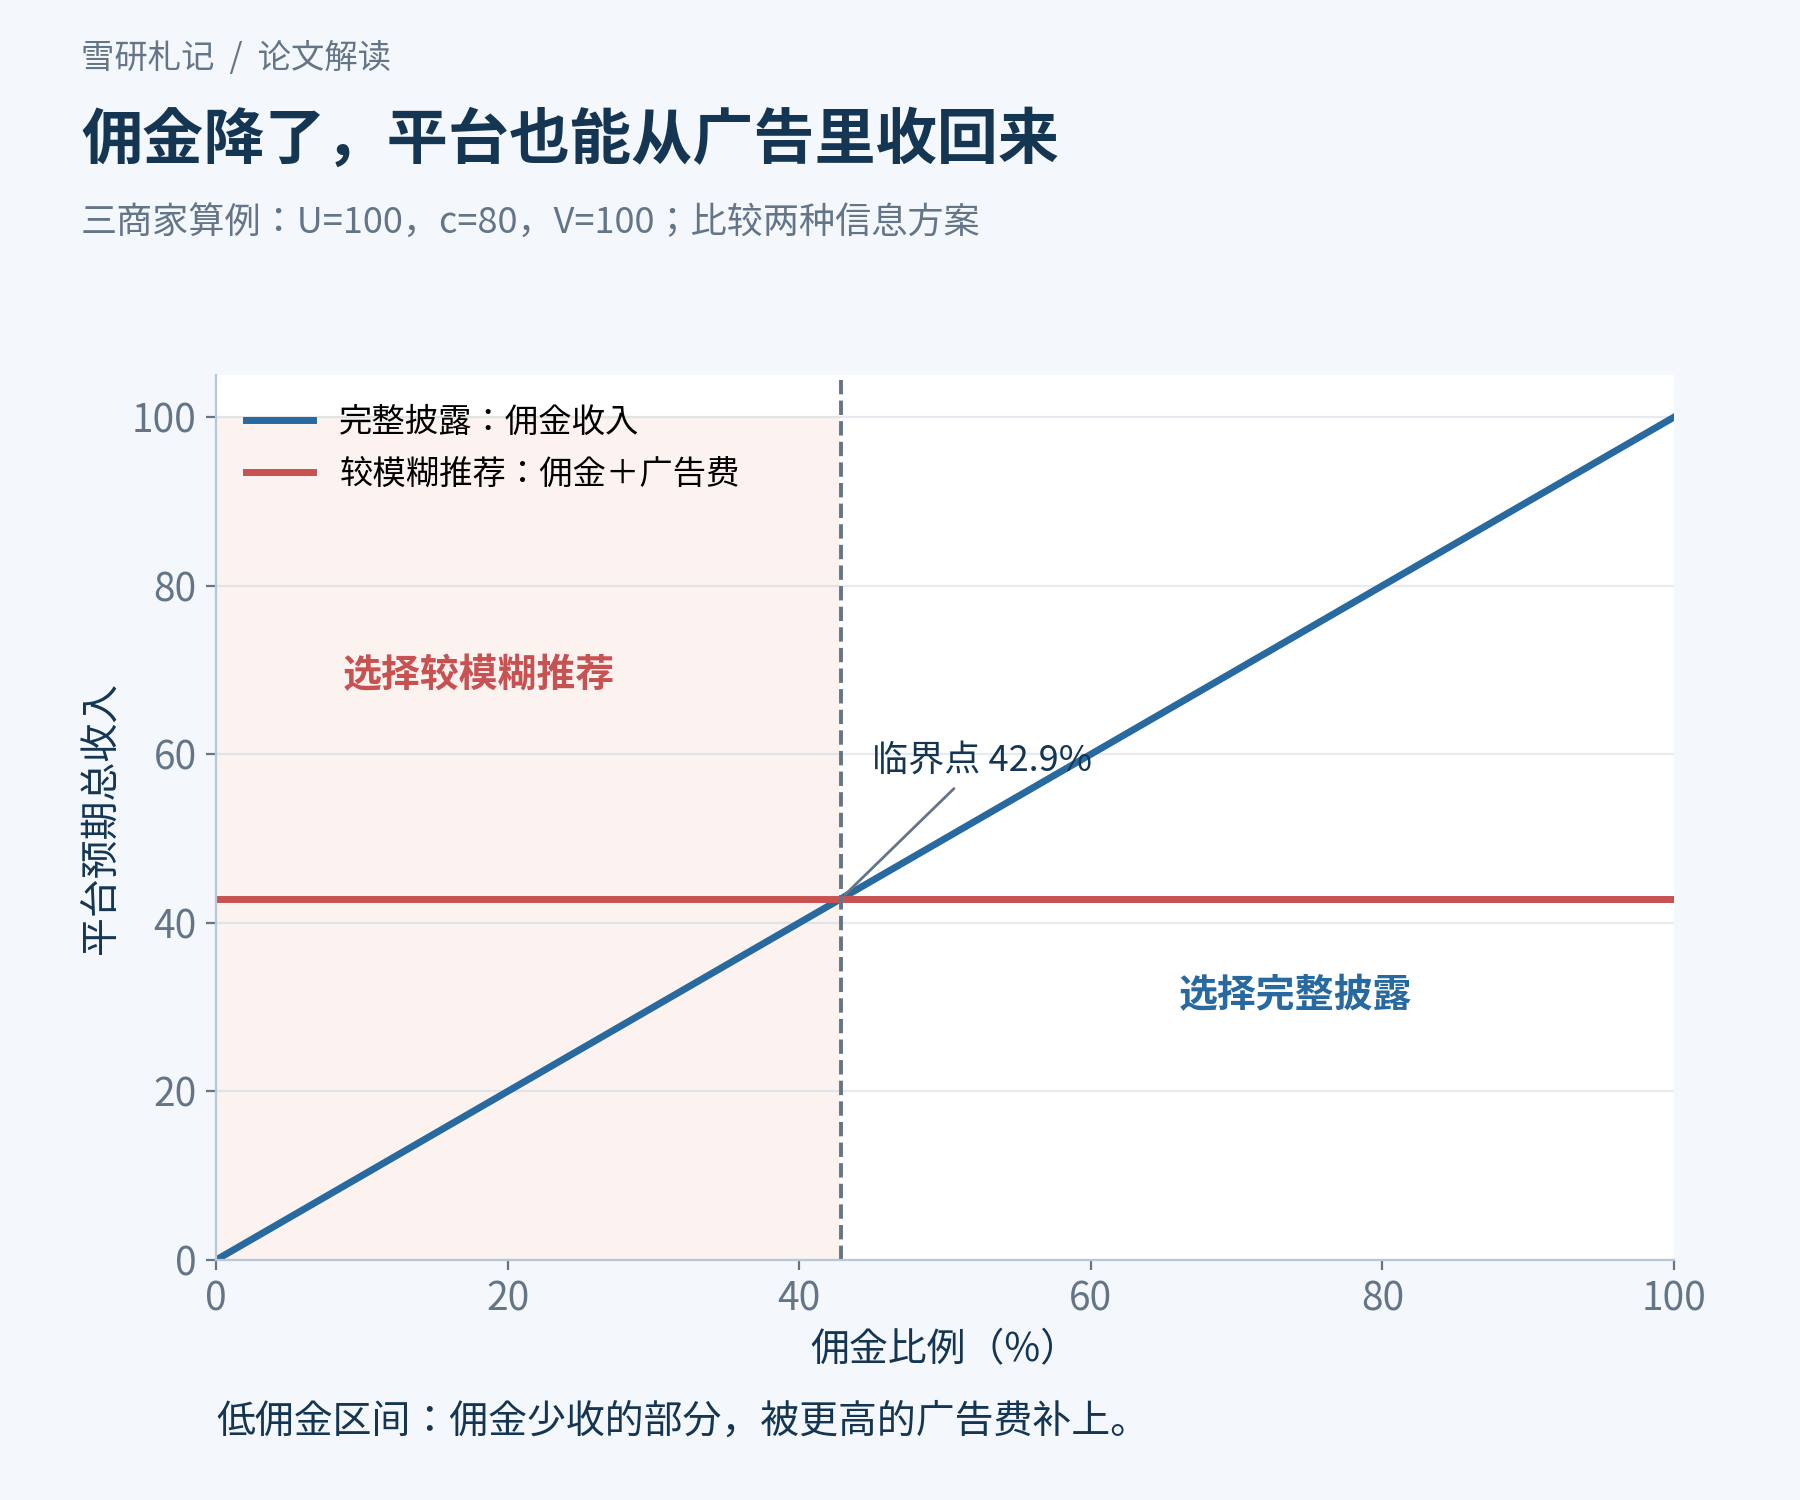 雪研札记 / 论文解读
佣金降了，平台也能从广告里收回来
三商家算例：U=100，c=80，V=100；比较两种信息方案
完整披露：佣金收入
较模糊推荐：佣金＋广告费
选择较模糊推荐
临界点 42.9%
选择完整披露
平台预期总收入
100
80
60
40
20
0
0 20 40 60 80 100
佣金比例（%）
低佣金区间：佣金少收的部分，被更高的广告费补上。